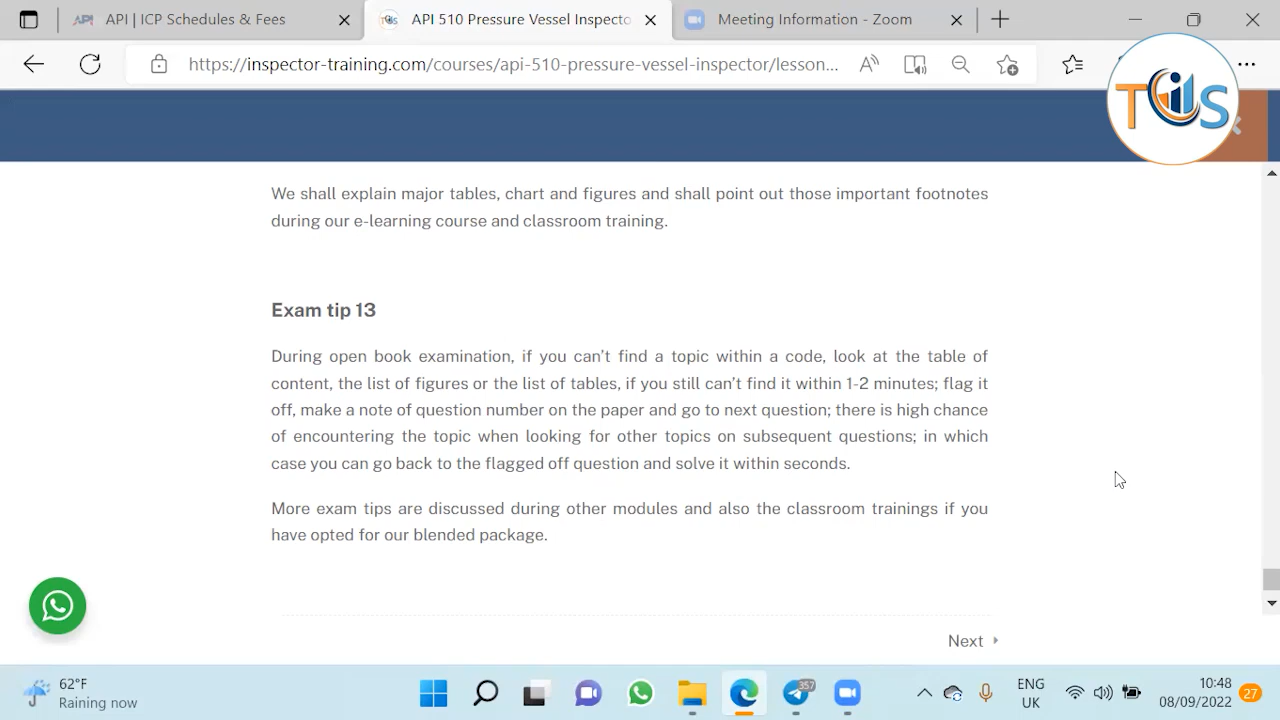 API | ICP Schedules & Fees
API 510 Pressure Vessel Inspecto
Meeting Information - Zoom
https://inspector-training.com/courses/api-510-pressure-vessel-inspector/lesson...
TIS
We shall explain major tables, chart and figures and shall point out those important footnotes
during our e-learning course and classroom training.
Exam tip 13
During open book examination, if you can't find a topic within a code, look at the table of
content, the list of figures or the list of tables, if you still can't find it within 1-2 minutes; flag it
off, make a note of question number on the paper and go to next question; there is high chance
of encountering the topic when looking for other topics on subsequent questions; in which
case you can go back to the flagged off question and solve it within seconds.
More exam tips are discussed during other modules and also the classroom trainings if you
have opted for our blended package.
Next
62°F
Raining now
357
ENG
UK
10:48
08/09/2022
27